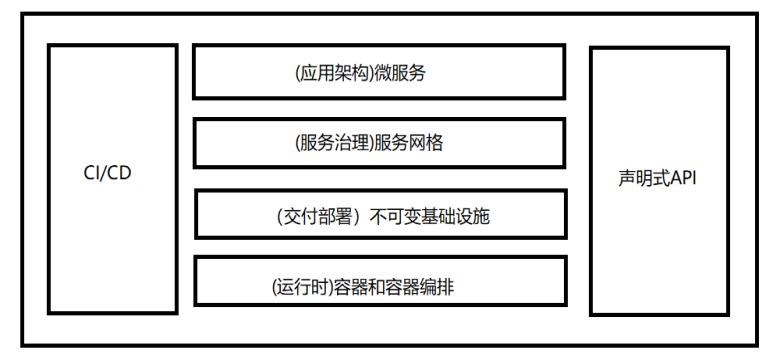 CI/CD
(应用架构)微服务
(服务治理)服务网格
（交付部署）不可变基础设施
(运行时)容器和容器编排
声明式API